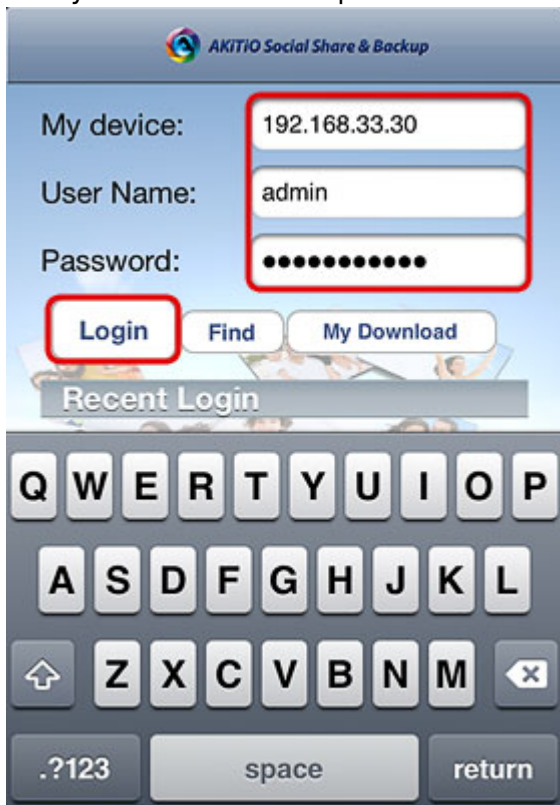 AKiTiO Social Share & Backup
My device: 192.168.33.30
User Name: admin
Password: ●●●●●●●●●●●
Login Find My Download
Recent Login
Q W E R T Y U I O P
A S D F G H J K L
Z X C V B N M
.?123 space return